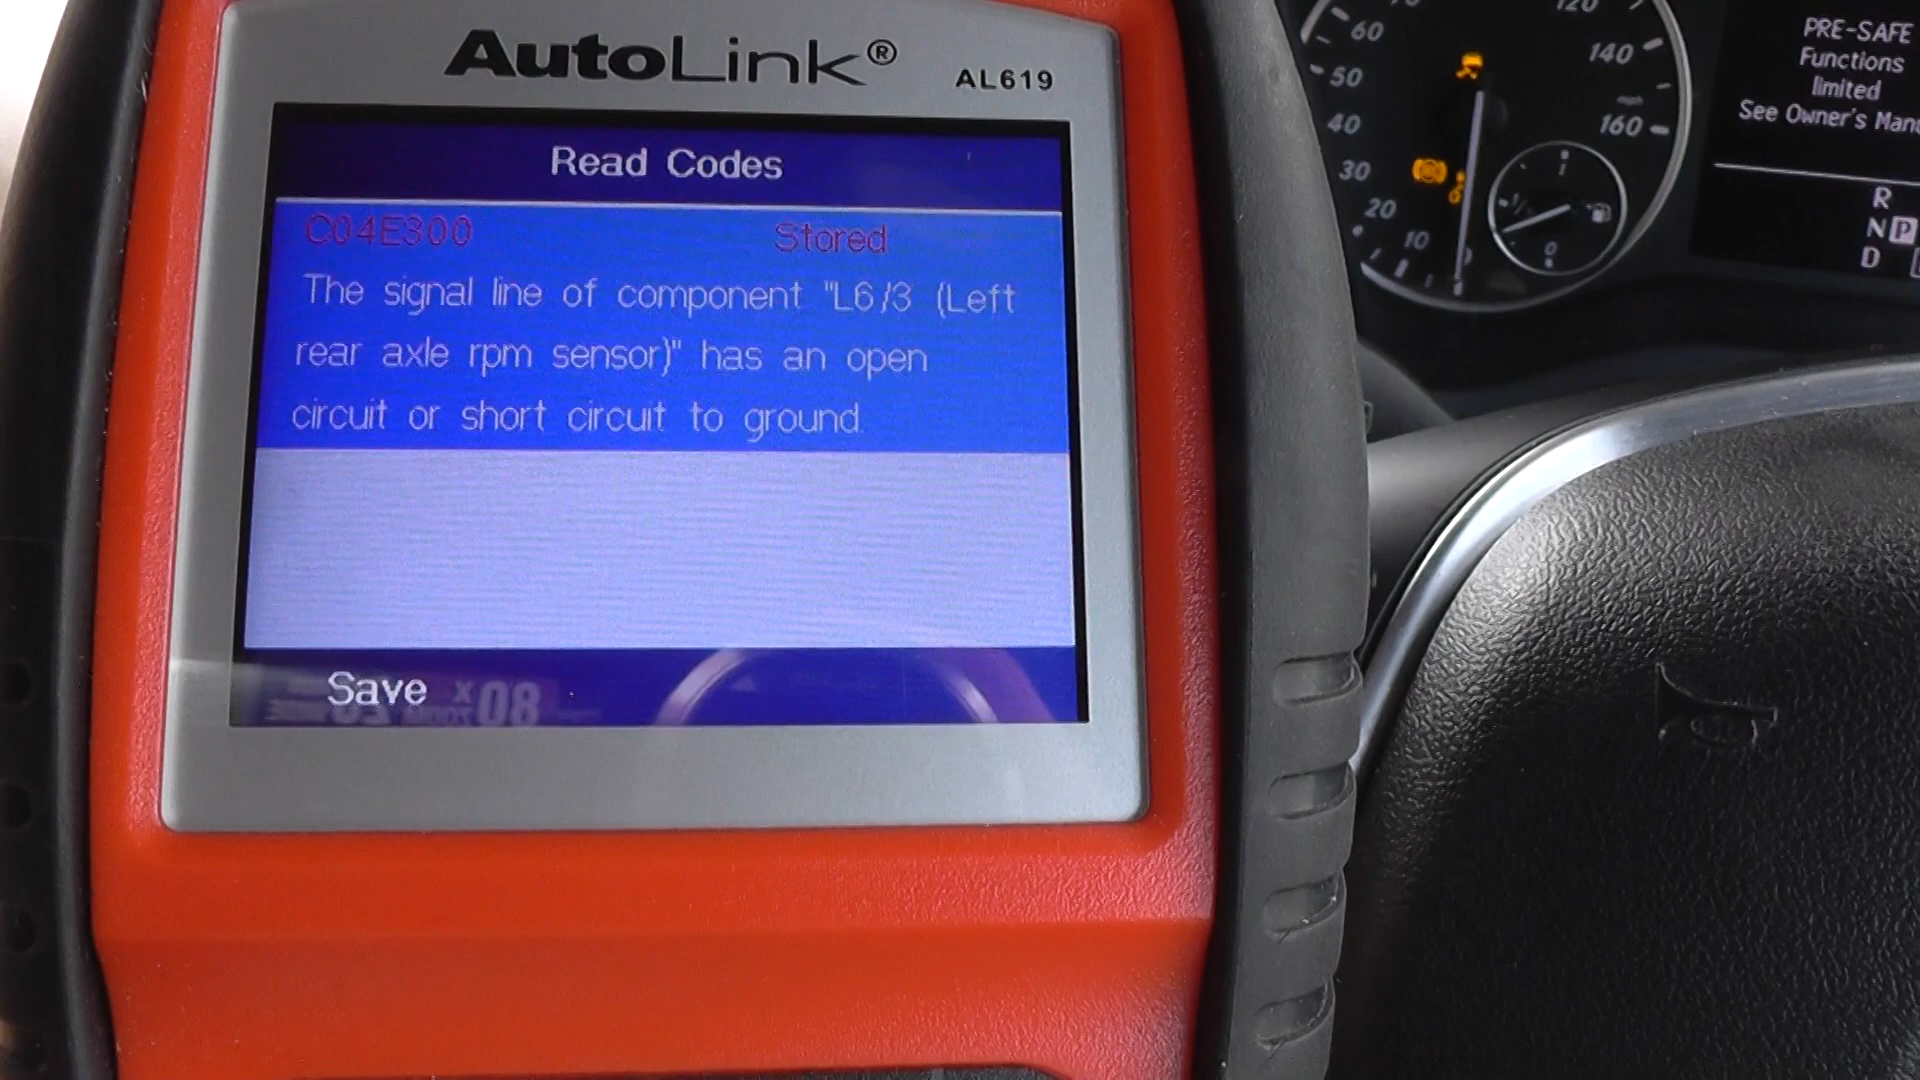 AutoLink®
AL619
Read Codes
C04E300 Stored
The signal line of component "L6/3 (Left
rear axle rpm sensor)" has an open
circuit or short circuit to ground.
Save
60
50
40
30
20
10
120
140
mph
160
PRE-SAFE
Functions
limited
See Owner's Man
R
N P
D